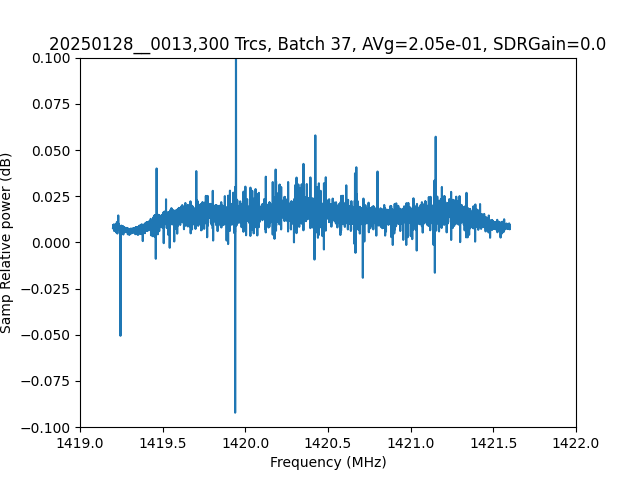 20250128__0013,300 Trcs, Batch 37, AVg=2.05e-01, SDRGain=0.0
0.100
0.075
0.050
0.025
0.000
−0.025
−0.050
−0.075
−0.100
Samp Relative power (dB)
1419.0 1419.5 1420.0 1420.5 1421.0 1421.5 1422.0
Frequency (MHz)